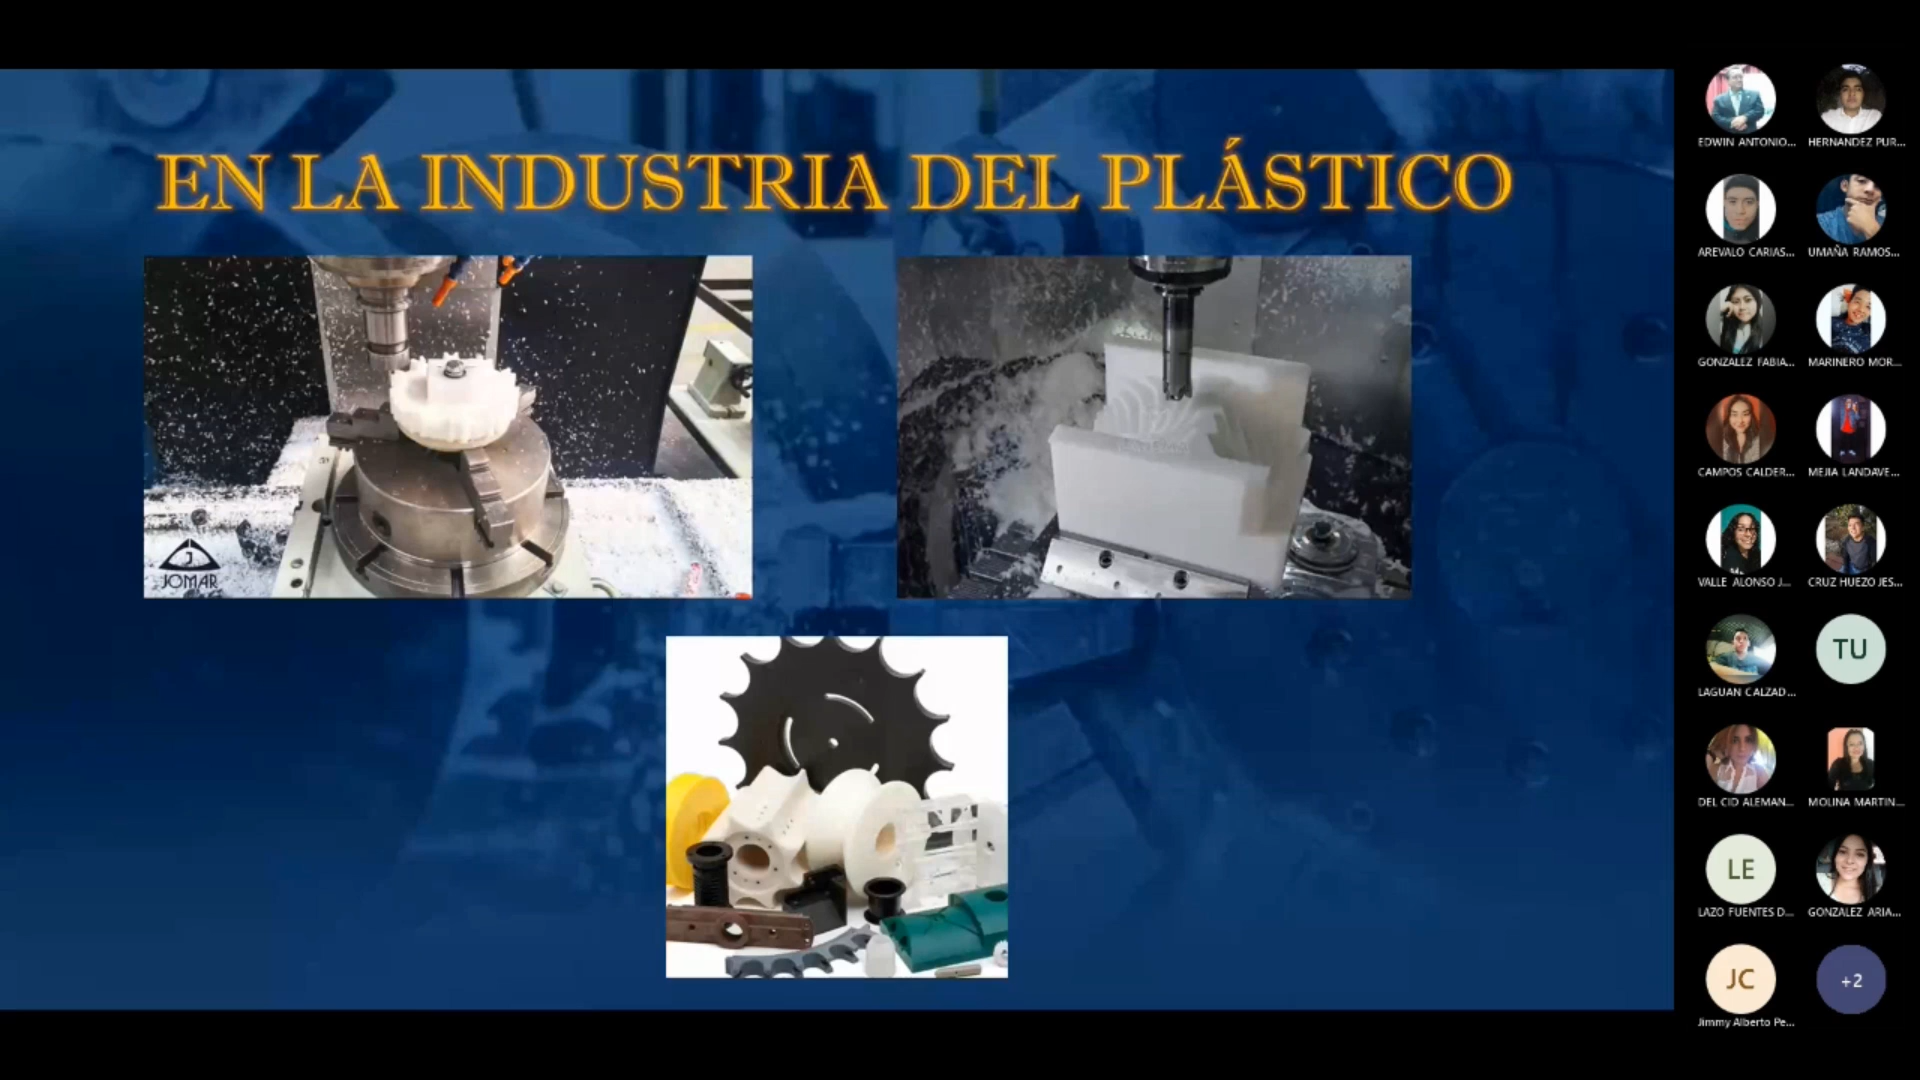 EN LA INDUSTRIA DEL PLÁSTICO
J
JOMAR
EDWIN ANTONIO...
HERNANDEZ PUR...
AREVALO CARIAS...
UMAÑA RAMOS...
GONZALEZ FABIA...
MARINERO MOR...
CAMPOS CALDER...
MEJIA LANDAVE...
VALLE ALONSO J...
CRUZ HUEZO JES...
LAGUAN CALZAD...
TU
DEL CID ALEMAN...
MOLINA MARTIN...
LE
LAZO FUENTES D...
GONZALEZ ARIA...
JC
+2
Jimmy Alberto Pe...